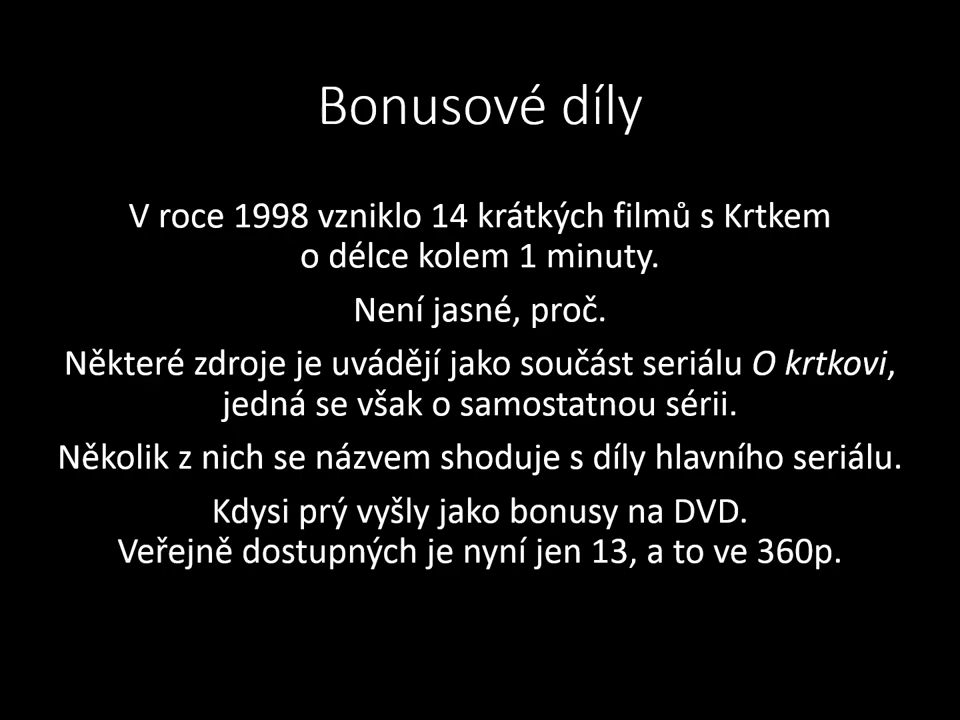 Bonusové díly
V roce 1998 vzniklo 14 krátkých filmů s Krtkem
o délce kolem 1 minuty.
Není jasné, proč.
Některé zdroje je uvádějí jako součást seriálu O krtkovi,
jedná se však o samostatnou sérii.
Několik z nich se názvem shoduje s díly hlavního seriálu.
Kdysi prý vyšly jako bonusy na DVD.
Veřejně dostupných je nyní jen 13, a to ve 360p.